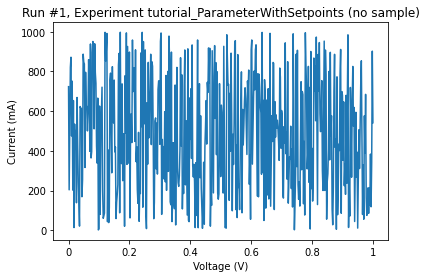 Run #1, Experiment tutorial_ParameterWithSetpoints (no sample)
1000
800
600
400
200
0
Current (mA)
0 0.2 0.4 0.6 0.8 1
Voltage (V)